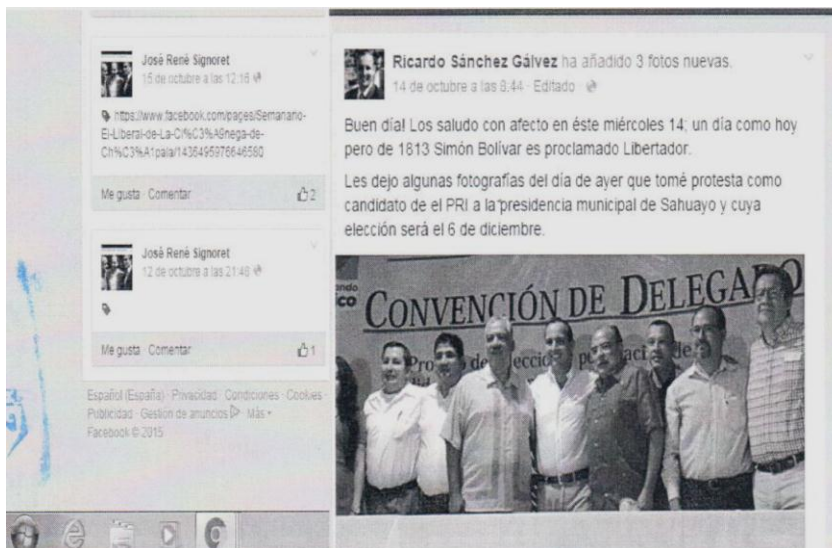 José René Signoret
15 de octubre a las 12:16
https://www.facebook.com/pages/Semanario-
El-Liberal-de-La-Ci%C3%A9nega-de-
Ch%C3%A1pala/1436495976646580
Me gusta · Comentar 2
José René Signoret
12 de octubre a las 21:48
Me gusta · Comentar 1
Español (España) · Privacidad · Condiciones · Cookies ·
Publicidad · Gestión de anuncios · Más
Facebook © 2015
Ricardo Sánchez Gálvez ha añadido 3 fotos nuevas.
14 de octubre a las 8:44 · Editado
Buen día! Los saludo con afecto en éste miércoles 14; un día como hoy
pero de 1813 Simón Bolívar es proclamado Libertador.
Les dejo algunas fotografías del día de ayer que tomé protesta como
candidato de el PRI a la presidencia municipal de Sahuayo y cuya
elección será el 6 de diciembre.
CONVENCIÓN DE DELEGADO